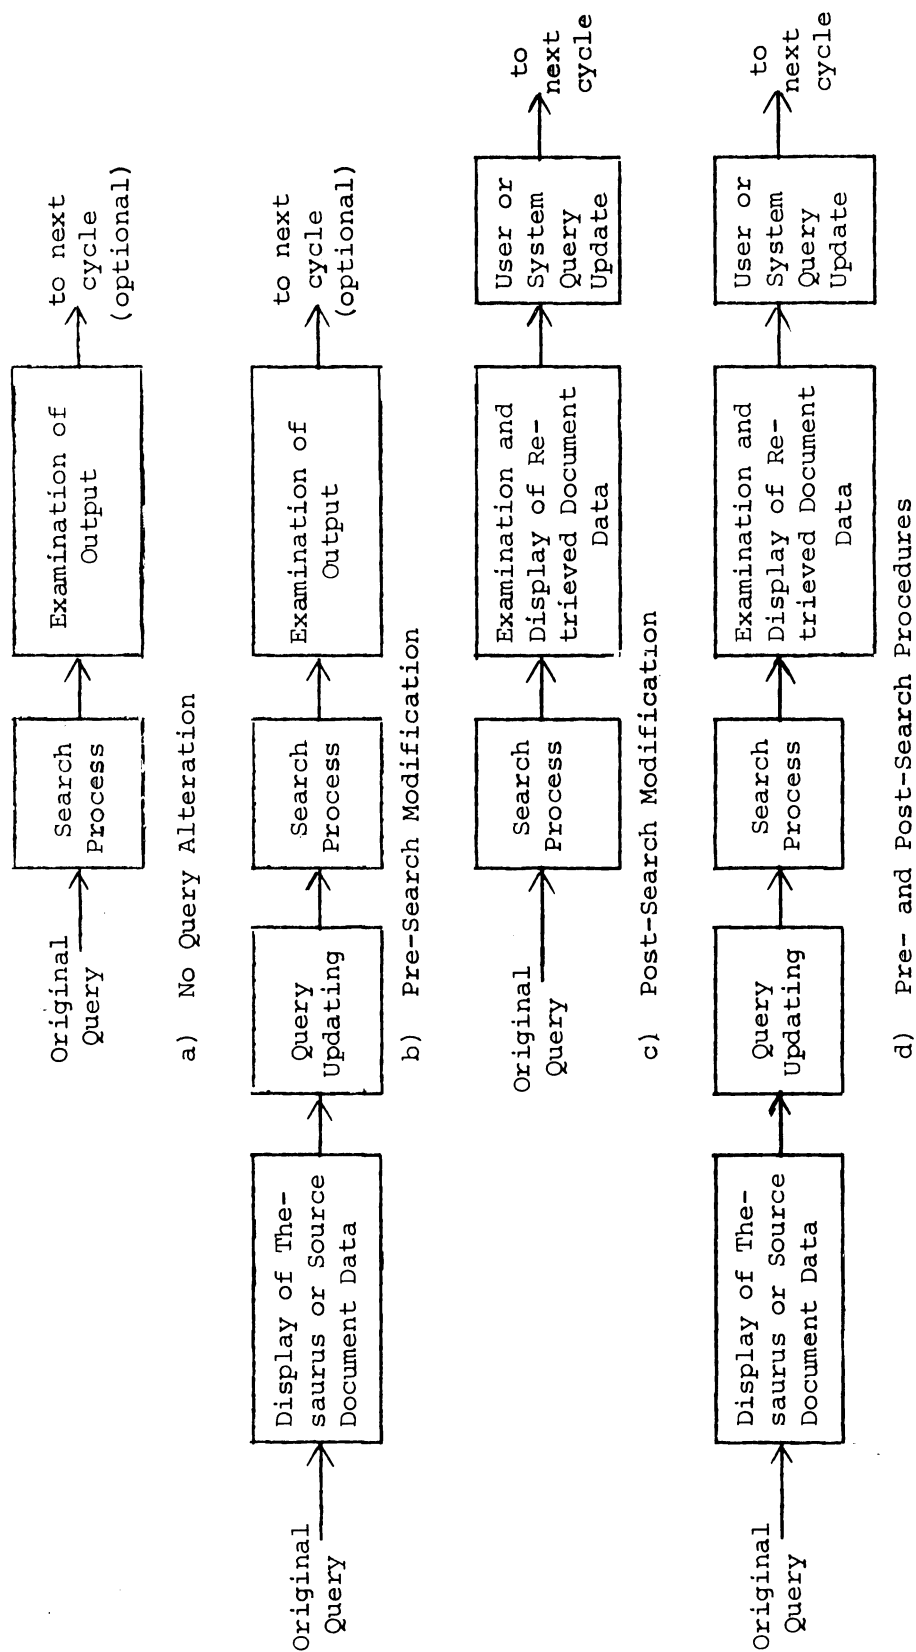 Original
Query
Search
Process
Examination of
Output
to next
cycle
(optional)
a) No Query Alteration
Original
Query
Display of The-
saurus or Source
Document Data
Query
Updating
Search
Process
Examination of
Output
to next
cycle
(optional)
b) Pre-Search Modification
Original
Query
Search
Process
Examination and
Display of Re-
trieved Document
Data
User or
System
Query
Update
to
next
cycle
c) Post-Search Modification
Original
Query
Display of The-
saurus or Source
Document Data
Query
Updating
Search
Process
Examination and
Display of Re-
trieved Document
Data
User or
System
Query
Update
to
next
cycle
d) Pre- and Post-Search Procedures